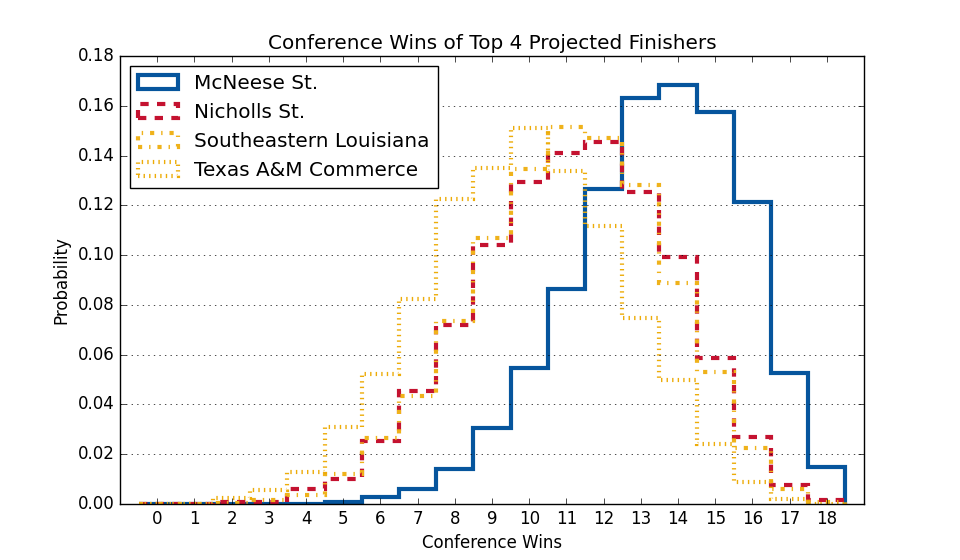 Conference Wins of Top 4 Projected Finishers
McNeese St.
Nicholls St.
Southeastern Louisiana
Texas A&M Commerce
Probability
0.18
0.16
0.14
0.12
0.10
0.08
0.06
0.04
0.02
0.00
0 1 2 3 4 5 6 7 8 9 10 11 12 13 14 15 16 17 18
Conference Wins